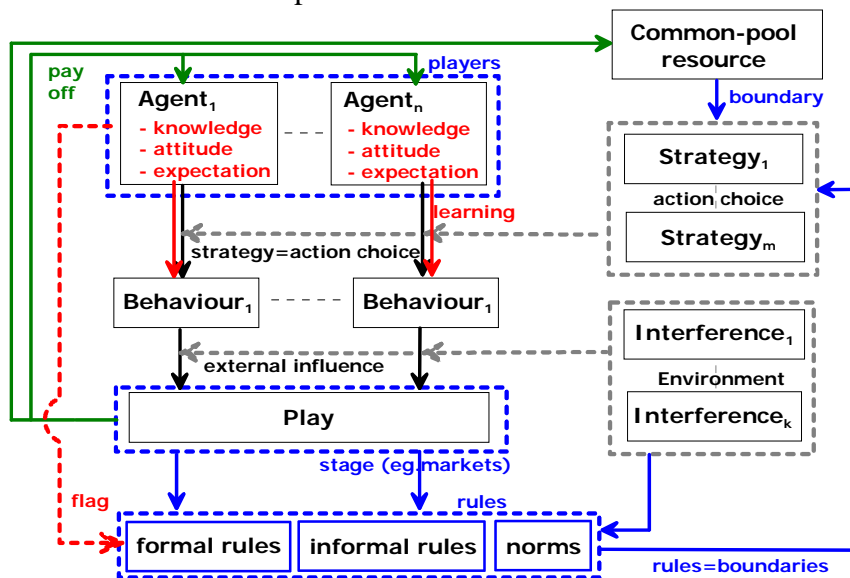 Common-pool
resource
pay
off
players
boundary
Agent1
- knowledge
- attitude
- expectation
Agentn
- knowledge
- attitude
- expectation
Strategy1
action choice
Strategym
learning
strategy=action choice
Behaviour1
Behaviour1
Interference1
Environment
Interferencek
external influence
Play
stage (eg.markets)
flag
rules
formal rules
informal rules
norms
rules=boundaries